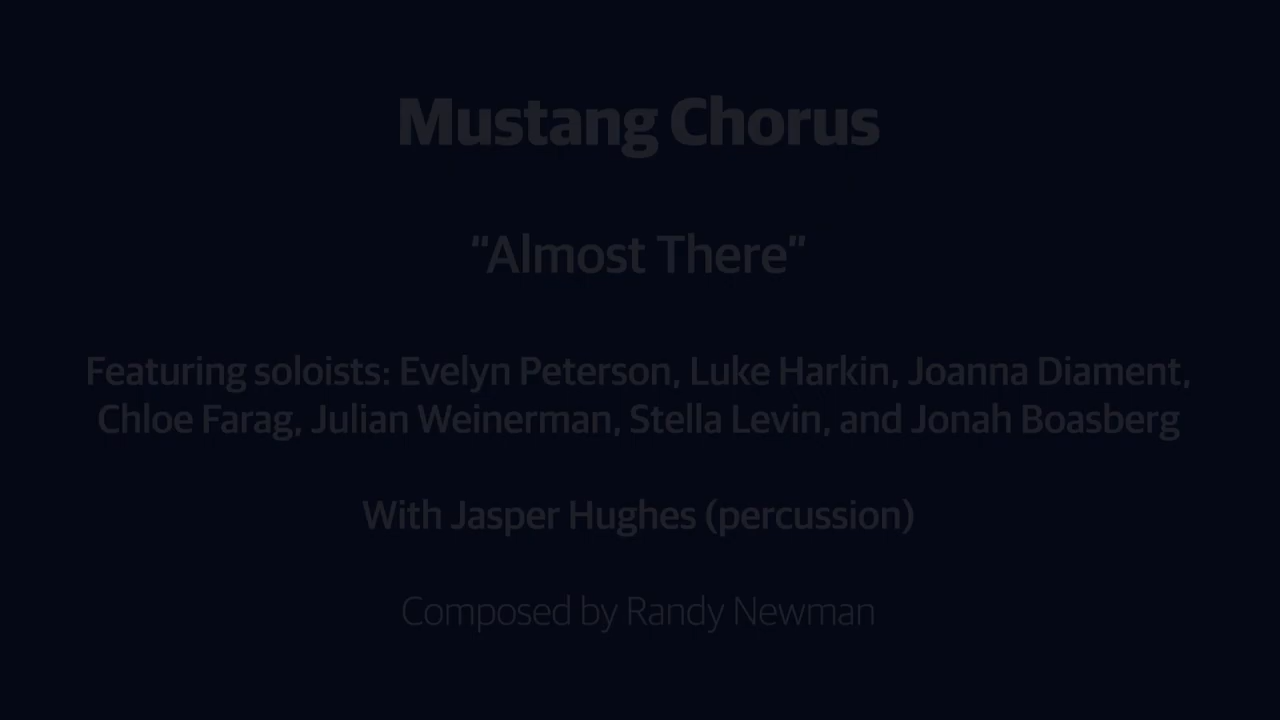 Mustang Chorus
"Almost There"
Featuring soloists: Evelyn Peterson, Luke Harkin, Joanna Diament,
Chloe Farag, Julian Weinerman, Stella Levin, and Jonah Boasberg
With Jasper Hughes (percussion)
Composed by Randy Newman